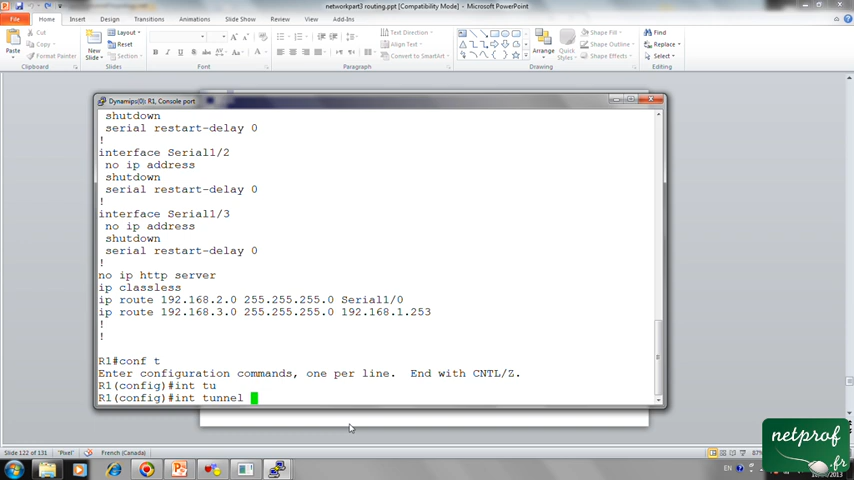 networkpart3 routing.ppt [Compatibility Mode] - Microsoft PowerPoint
File Home Insert Design Transitions Animations Slide Show Review View Add-Ins
Cut
Copy
Format Painter
Paste
Clipboard
New
Slide
Layout
Reset
Section
Slides
Font
Paragraph
Text Direction
Align Text
Convert to SmartArt
Arrange
Quick
Styles
Shape Fill
Shape Outline
Shape Effects
Drawing
Find
Replace
Select
Editing
Dynamips(0): R1, Console port
shutdown
serial restart-delay 0
!
interface Serial1/2
no ip address
shutdown
serial restart-delay 0
!
interface Serial1/3
no ip address
shutdown
serial restart-delay 0
!
no ip http server
ip classless
ip route 192.168.2.0 255.255.255.0 Serial1/0
ip route 192.168.3.0 255.255.255.0 192.168.1.253
!
!
R1#conf t
Enter configuration commands, one per line.  End with CNTL/Z.
R1(config)#int tu
R1(config)#int tunnel
Slide 122 of 131 "Pixel" French (Canada)
EN
netprof
.fr